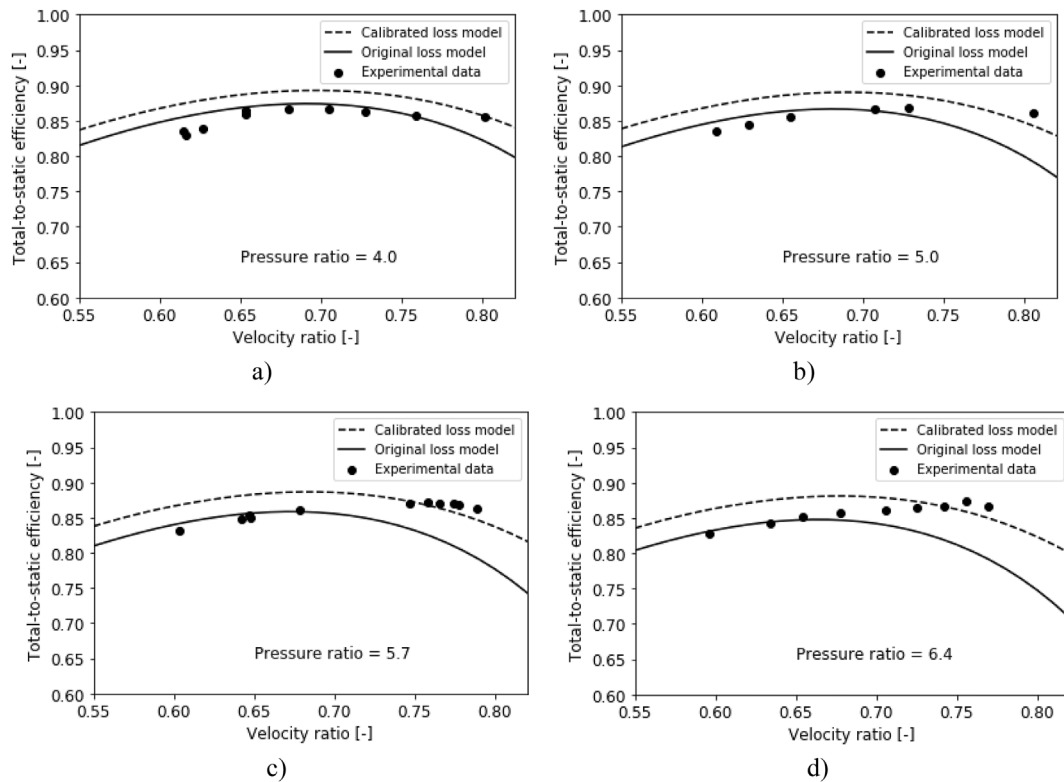 1.00
0.95
0.90
0.85
0.80
0.75
0.70
0.65
0.60
Total-to-static efficiency [-]
Calibrated loss model
Original loss model
Experimental data
Pressure ratio = 4.0
0.55 0.60 0.65 0.70 0.75 0.80
Velocity ratio [-]
a)
1.00
0.95
0.90
0.85
0.80
0.75
0.70
0.65
0.60
Total-to-static efficiency [-]
Calibrated loss model
Original loss model
Experimental data
Pressure ratio = 5.0
0.55 0.60 0.65 0.70 0.75 0.80
Velocity ratio [-]
b)
1.00
0.95
0.90
0.85
0.80
0.75
0.70
0.65
0.60
Total-to-static efficiency [-]
Calibrated loss model
Original loss model
Experimental data
Pressure ratio = 5.7
0.55 0.60 0.65 0.70 0.75 0.80
Velocity ratio [-]
c)
1.00
0.95
0.90
0.85
0.80
0.75
0.70
0.65
0.60
Total-to-static efficiency [-]
Calibrated loss model
Original loss model
Experimental data
Pressure ratio = 6.4
0.55 0.60 0.65 0.70 0.75 0.80
Velocity ratio [-]
d)